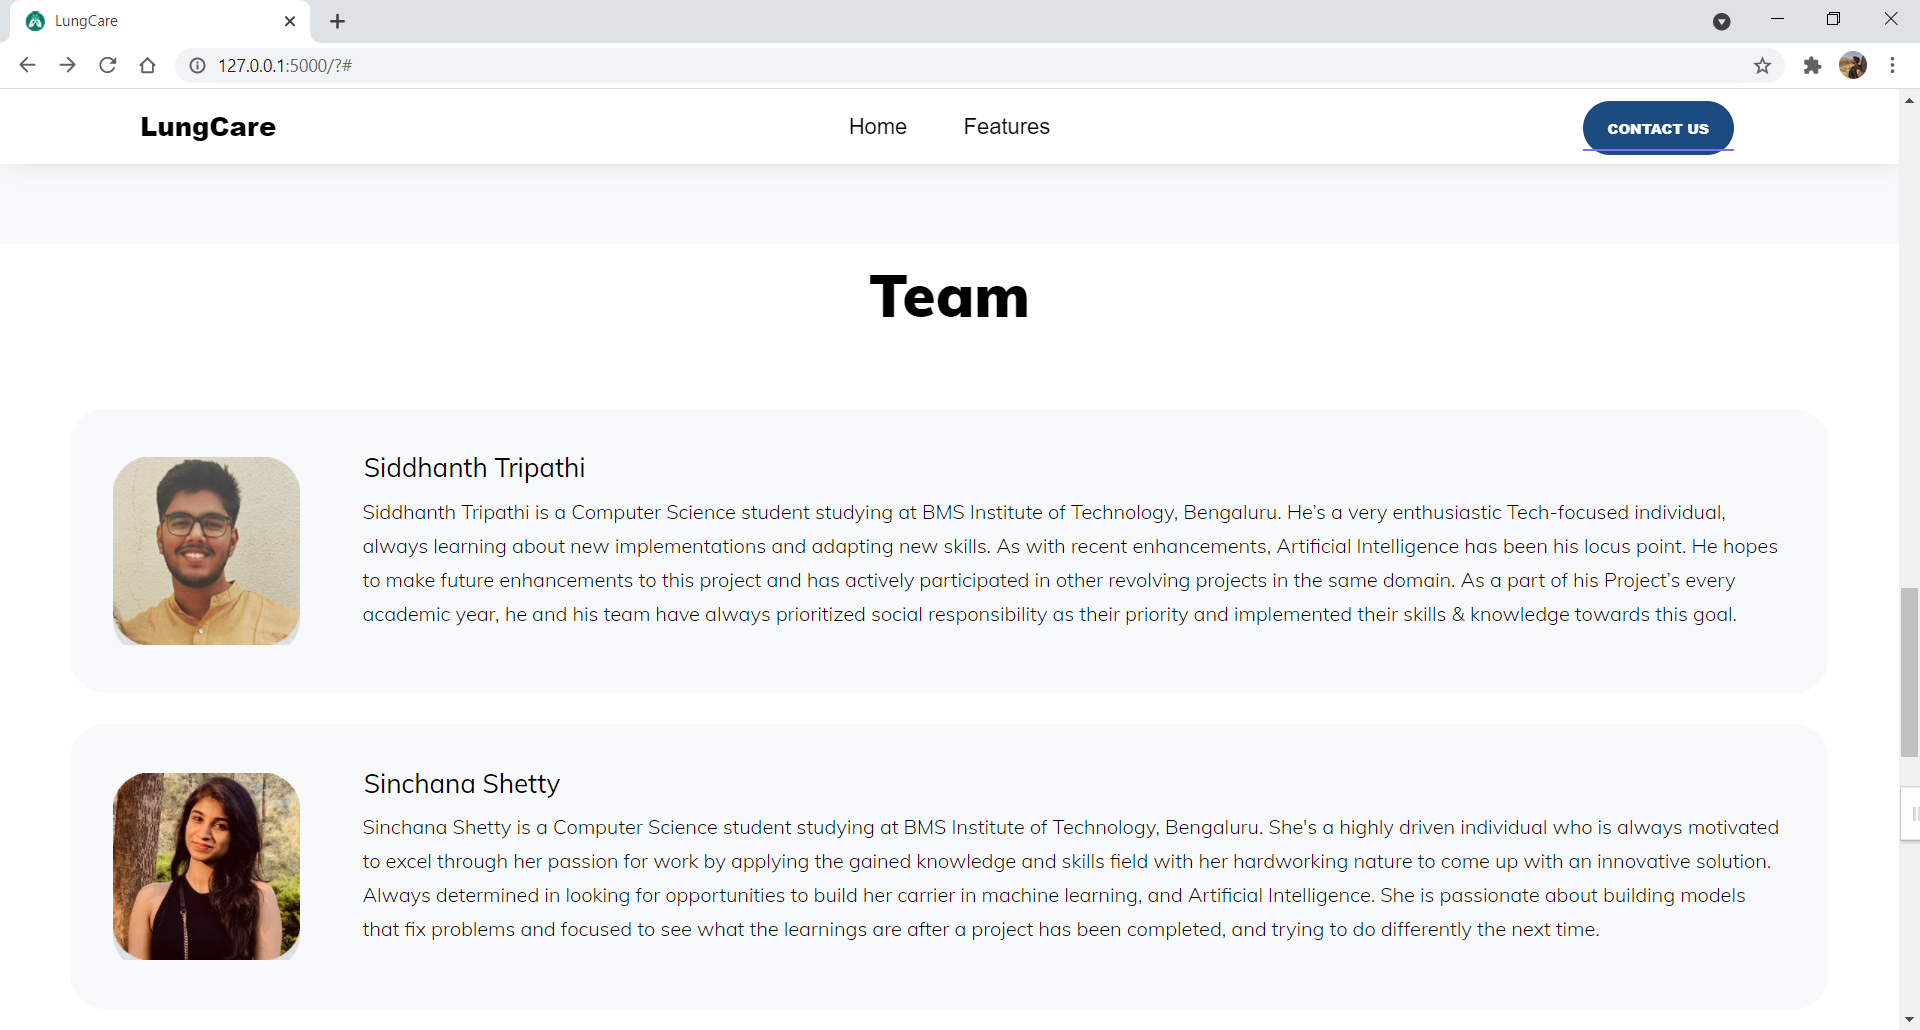 LungCare
127.0.0.1:5000/?#
LungCare
Home
Features
CONTACT US
Team
Siddhanth Tripathi
Siddhanth Tripathi is a Computer Science student studying at BMS Institute of Technology, Bengaluru. He’s a very enthusiastic Tech-focused individual,
always learning about new implementations and adapting new skills. As with recent enhancements, Artificial Intelligence has been his locus point. He hopes
to make future enhancements to this project and has actively participated in other revolving projects in the same domain. As a part of his Project’s every
academic year, he and his team have always prioritized social responsibility as their priority and implemented their skills & knowledge towards this goal.
Sinchana Shetty
Sinchana Shetty is a Computer Science student studying at BMS Institute of Technology, Bengaluru. She's a highly driven individual who is always motivated
to excel through her passion for work by applying the gained knowledge and skills field with her hardworking nature to come up with an innovative solution.
Always determined in looking for opportunities to build her carrier in machine learning, and Artificial Intelligence. She is passionate about building models
that fix problems and focused to see what the learnings are after a project has been completed, and trying to do differently the next time.